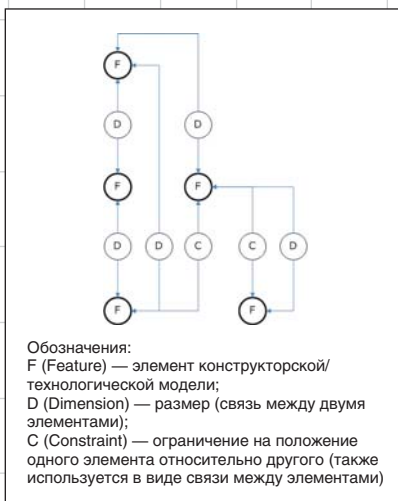 F
D D
F F
D D C C D
F F
Обозначения:
F (Feature) — элемент конструкторской/
технологической модели;
D (Dimension) — размер (связь между двумя
элементами);
C (Constraint) — ограничение на положение
одного элемента относительно другого (также
используется в виде связи между элементами)